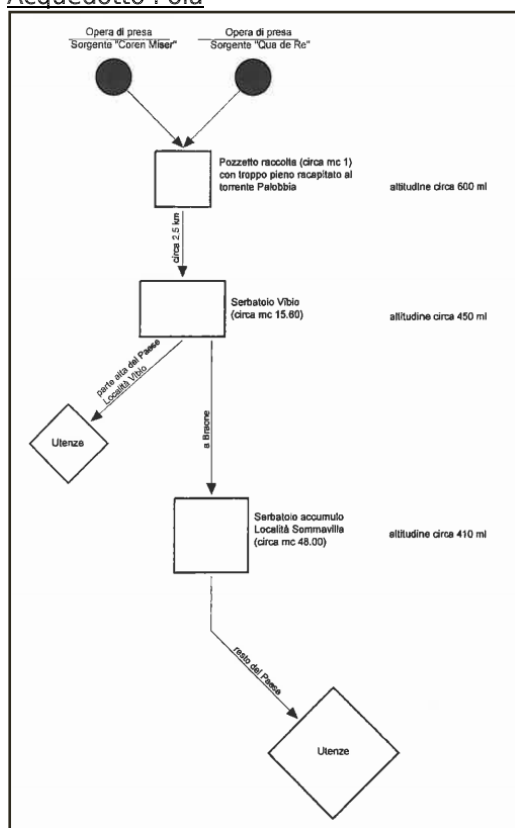 Acquedotto Poia
Opera di presa
Sorgente "Coren Miser"
Opera di presa
Sorgente "Qua de Re"
Pozzetto raccolta (circa mc 1)
con troppo pieno racapitato al
torrente Palobbia
altitudine circa 600 ml
circa 2.5 km
Serbatoio Vibio
(circa mc 15.60)
altitudine circa 450 ml
parte alta del Paese
Località Vibio
a Braone
Utenze
Serbatoio accumulo
Località Sommavilla
(circa mc 48.00)
altitudine circa 410 ml
resto del Paese
Utenze